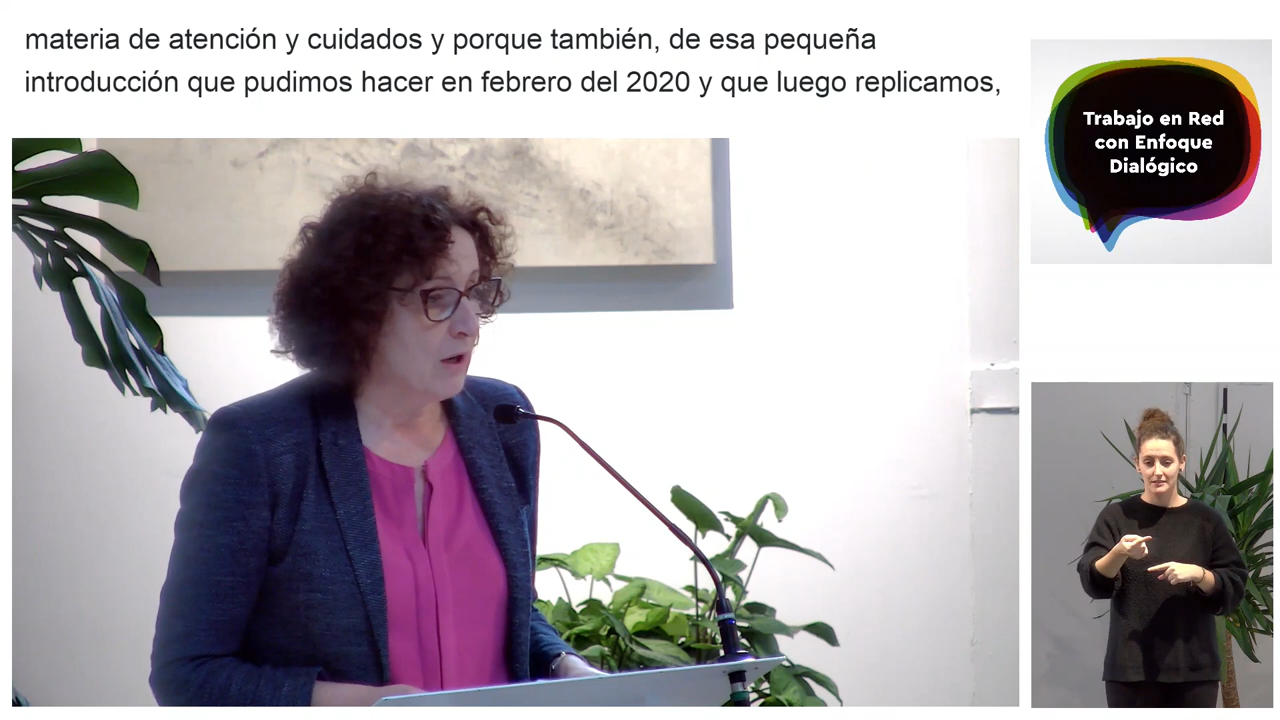 materia de atención y cuidados y porque también, de esa pequeña
introducción que pudimos hacer en febrero del 2020 y que luego replicamos,
Trabajo en Red
con Enfoque
Dialógico